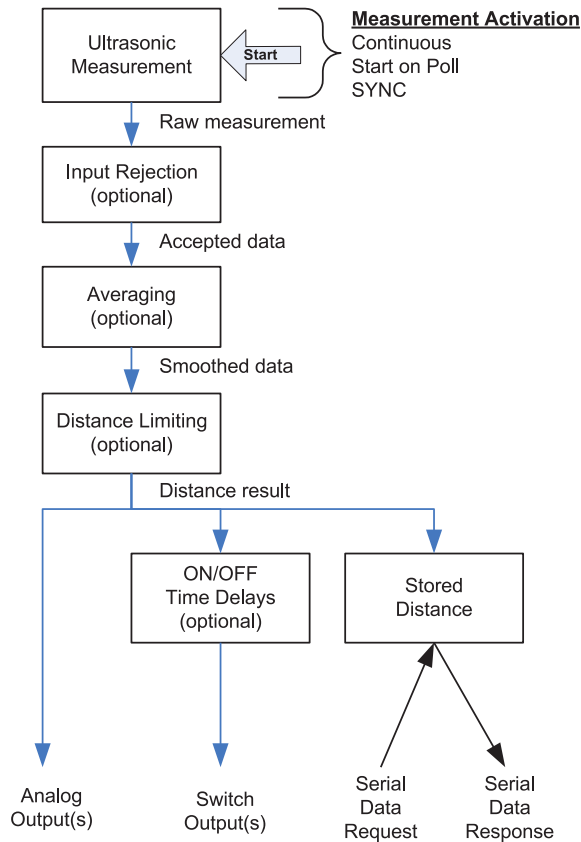 Measurement Activation
Ultrasonic
Measurement
Start
Continuous
Start on Poll
SYNC
Raw measurement
Input Rejection
(optional)
Accepted data
Averaging
(optional)
Smoothed data
Distance Limiting
(optional)
Distance result
ON/OFF
Time Delays
(optional)
Stored
Distance
Analog
Output(s)
Switch
Output(s)
Serial
Data
Request
Serial
Data
Response